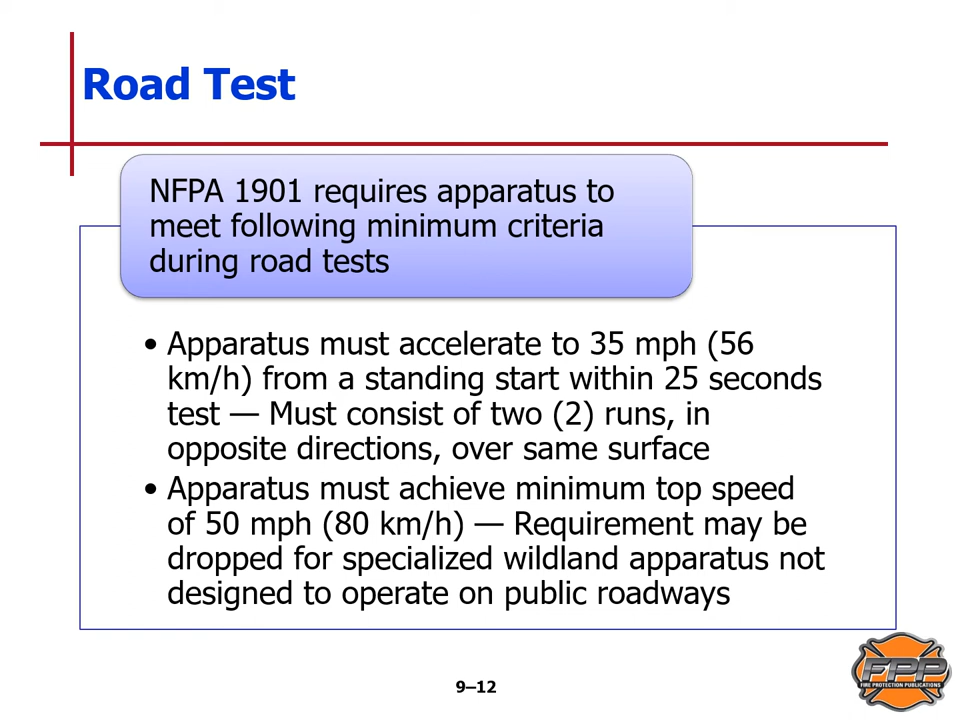 Road Test
NFPA 1901 requires apparatus to
meet following minimum criteria
during road tests
• Apparatus must accelerate to 35 mph (56
km/h) from a standing start within 25 seconds
test — Must consist of two (2) runs, in
opposite directions, over same surface
• Apparatus must achieve minimum top speed
of 50 mph (80 km/h) — Requirement may be
dropped for specialized wildland apparatus not
designed to operate on public roadways
9–12
FPP
FIRE PROTECTION PUBLICATIONS